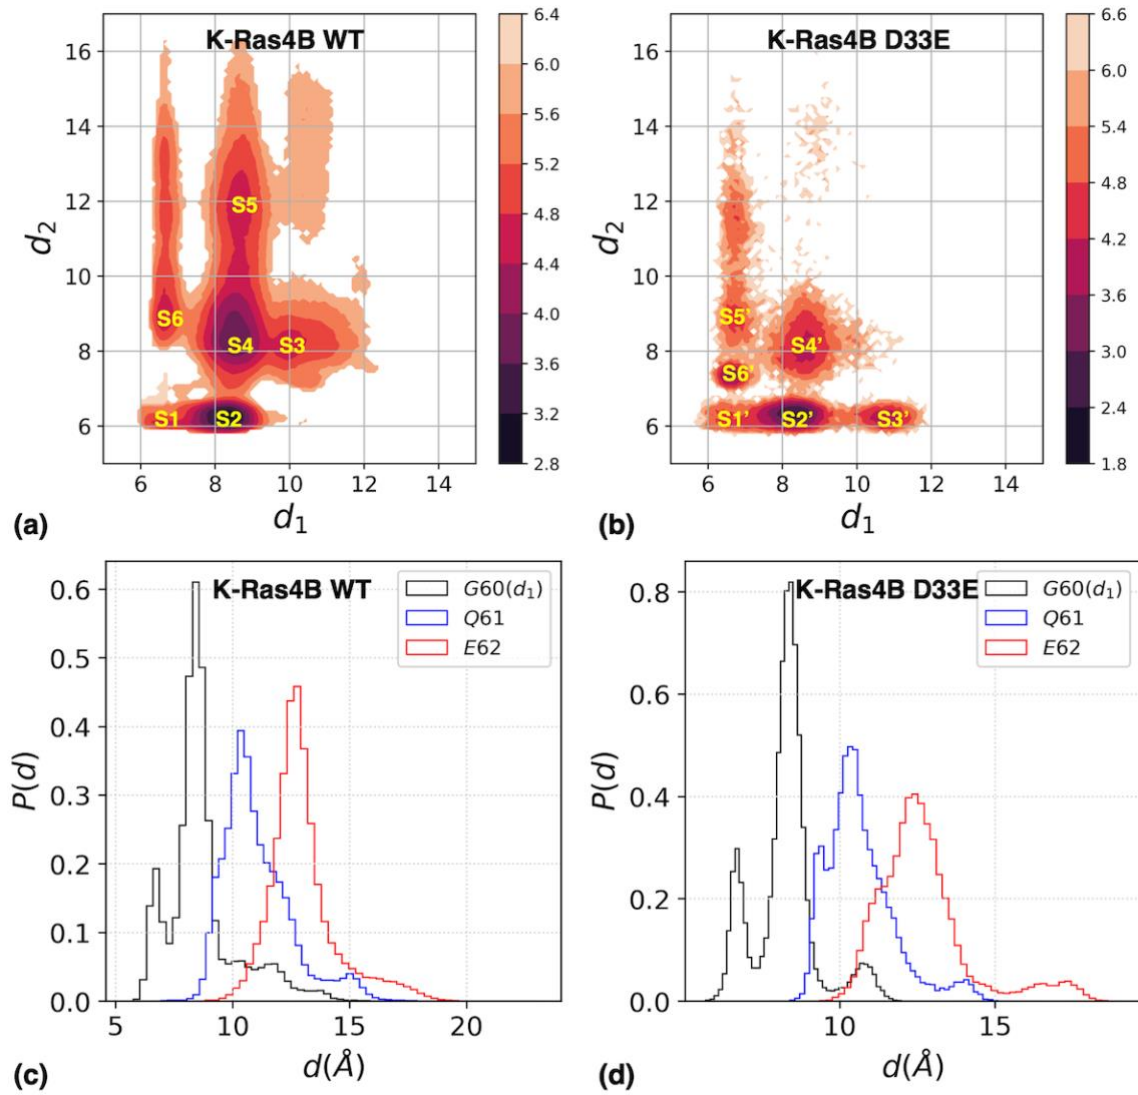 K-Ras4B WT
16
14
12
10
8
6
d2
S5
S6
S4
S3
S1
S2
6 8 10 12 14
d1
6.4
6.0
5.6
5.2
4.8
4.4
4.0
3.6
3.2
2.8
(a)
K-Ras4B D33E
16
14
12
10
8
6
d2
S5’
S4’
S6’
S1’ S2’ S3’
6 8 10 12 14
d1
6.6
6.0
5.4
4.8
4.2
3.6
3.0
2.4
1.8
(b)
K-Ras4B WT
G60(d1)
Q61
E62
0.6
0.5
0.4
0.3
0.2
0.1
0.0
P(d)
5 10 15 20
d(Å)
(c)
K-Ras4B D33E
G60(d1)
Q61
E62
0.8
0.6
0.4
0.2
0.0
P(d)
10 15
d(Å)
(d)